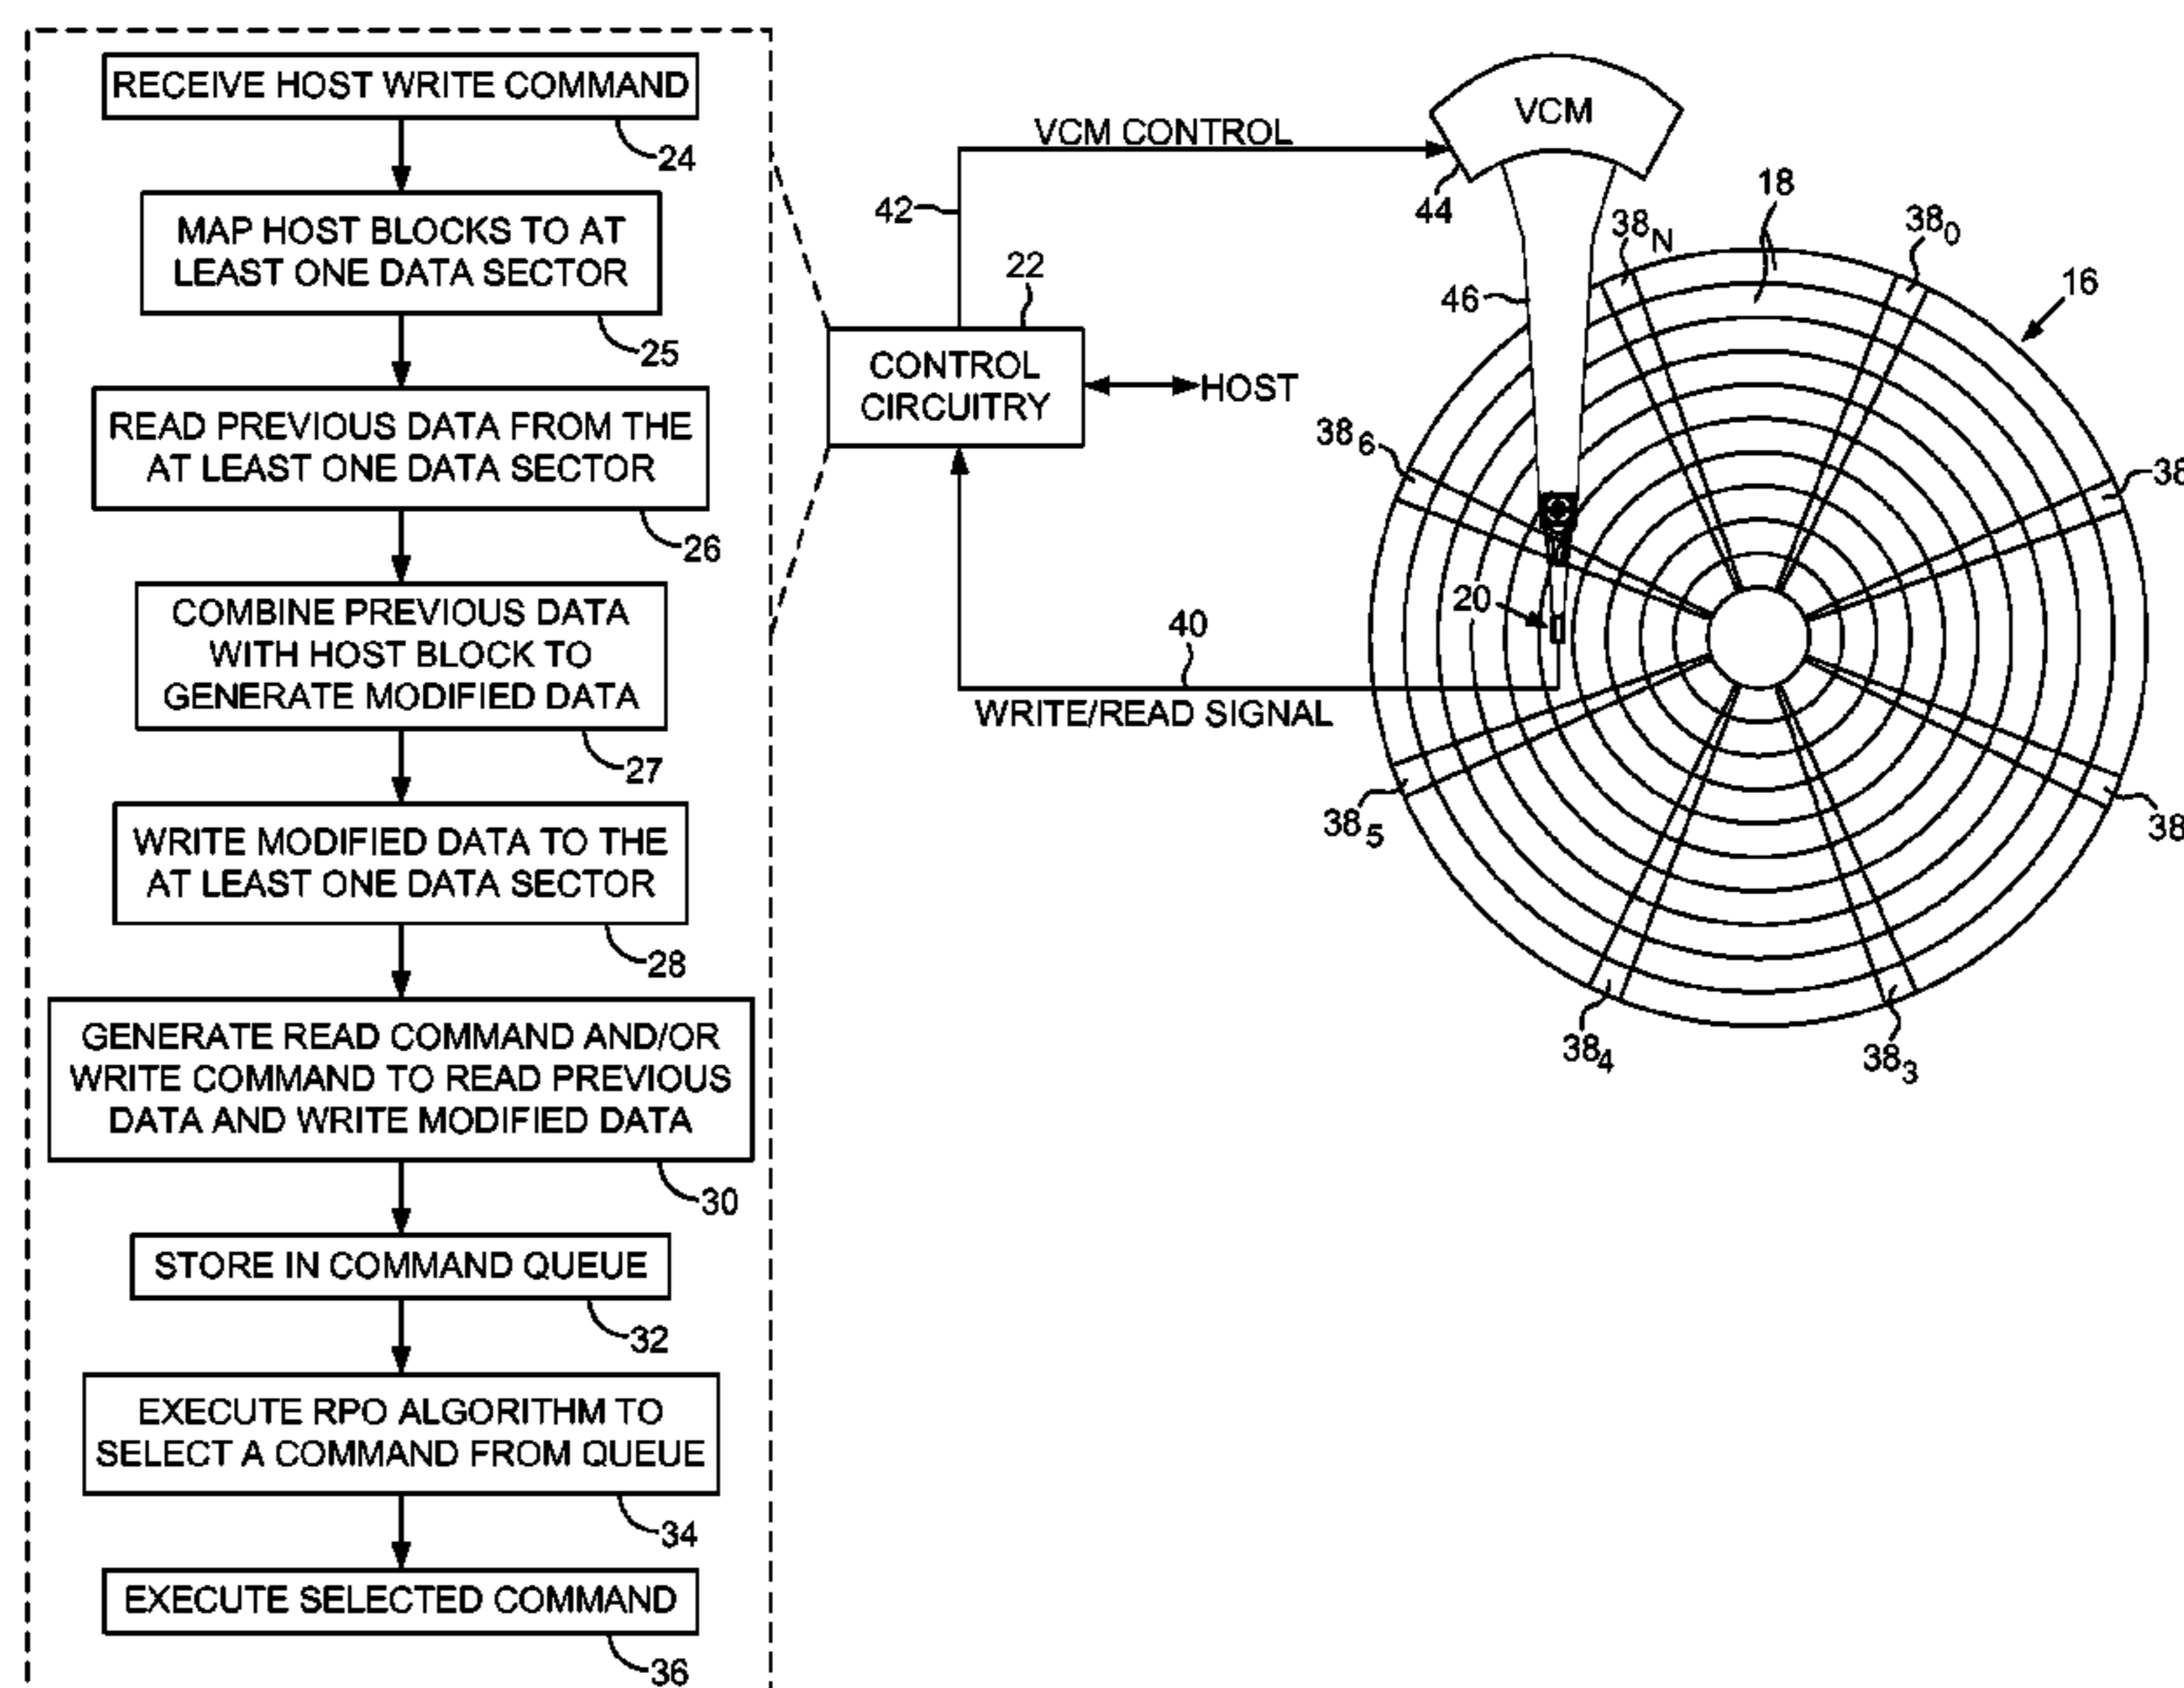 RECEIVE HOST WRITE COMMAND
24
MAP HOST BLOCKS TO AT
LEAST ONE DATA SECTOR
25
READ PREVIOUS DATA FROM THE
AT LEAST ONE DATA SECTOR
26
COMBINE PREVIOUS DATA
WITH HOST BLOCK TO
GENERATE MODIFIED DATA
27
WRITE MODIFIED DATA TO THE
AT LEAST ONE DATA SECTOR
28
GENERATE READ COMMAND AND/OR
WRITE COMMAND TO READ PREVIOUS
DATA AND WRITE MODIFIED DATA
30
STORE IN COMMAND QUEUE
32
EXECUTE RPO ALGORITHM TO
SELECT A COMMAND FROM QUEUE
34
EXECUTE SELECTED COMMAND
36
VCM CONTROL
42
22
CONTROL
CIRCUITRY
HOST
40
WRITE/READ SIGNAL
VCM
44
46
20
18
16
38N
380
38
38
383
384
385
386